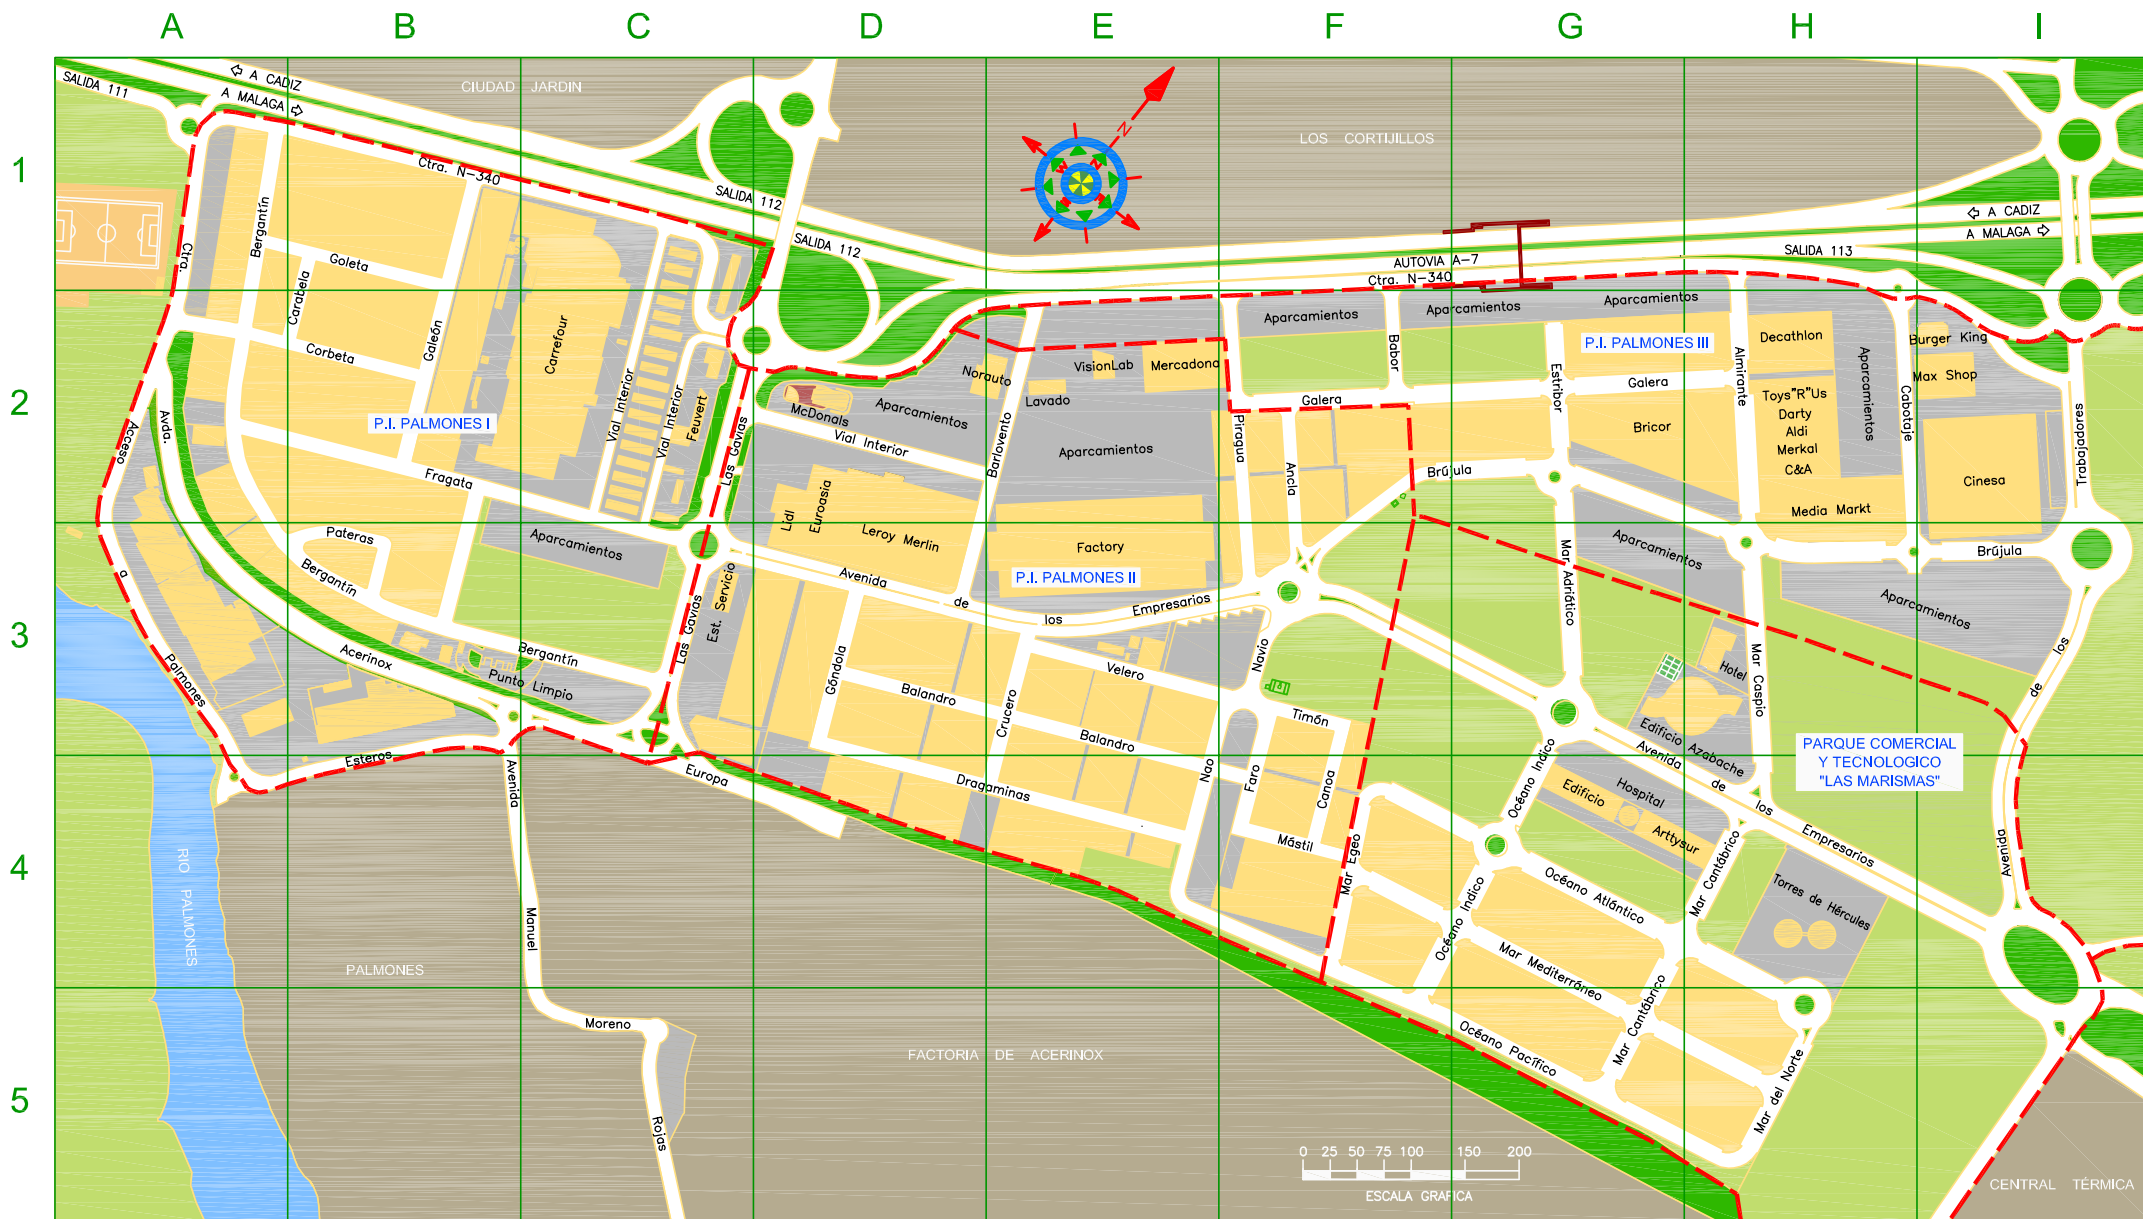 A B C D E F G H I
1
2
3
4
5
SALIDA 111
A CADIZ
A MALAGA
CIUDAD JARDIN
LOS CORTIJILLOS
N
Ctra. N-340
SALIDA 112
SALIDA 112
AUTOVIA A-7
Ctra. N-340
SALIDA 113
A CADIZ
A MALAGA
Ctra.
Acceso
a
Palmones
Bergantín
Goleta
Carabela
Corbeta
Galeón
Carrefour
Vial Interior
Vial Interior
Feuvert
Las Gavias
P.I. PALMONES I
Avda.
Acerinox
Fragata
Pateras
Bergantín
Bergantín
Aparcamientos
Punto Limpio
Esteros
Las Gavias
Est. Servicio
McDonals
Aparcamientos
Vial Interior
Norauto
Lavado
VisionLab
Mercadona
Barlovento
Aparcamientos
Lidl
Euroasia
Leroy Merlin
Factory
P.I. PALMONES II
Avenida
de
los
Empresarios
Góndola
Balandro
Crucero
Velero
Balandro
Dragaminas
Nao
Navío
Timón
Faro
Canoa
Mástil
Piragua
Ancla
Aparcamientos
Babor
Galera
Aparcamientos
Aparcamientos
P.I. PALMONES III
Estribor
Galera
Almirante
Bricor
Brújula
Decathlon
Toys"R"Us
Darty
Aldi
Merkal
C&A
Media Markt
Aparcamientos
Cabotaje
Burger King
Max Shop
Cinesa
Trabajadores
Brújula
Aparcamientos
Aparcamientos
Mar Adriático
Mar Caspio
Hotel
Edificio Azabache
Avenida
de
los
Empresarios
PARQUE COMERCIAL
Y TECNOLOGICO
"LAS MARISMAS"
los
de
Avenida
Hospital
Edificio
Arttysur
Océano Indico
Océano Indico
Océano Atlántico
Mar Egeo
Mar Mediterráneo
Mar Cantábrico
Mar Cantábrico
Océano Pacífico
Mar del Norte
Torres de Hércules
Europa
Avenida
Manuel
Moreno
Rojas
RIO PALMONES
PALMONES
FACTORIA DE ACERINOX
CENTRAL TÉRMICA
0 25 50 75 100 150 200
ESCALA GRAFICA